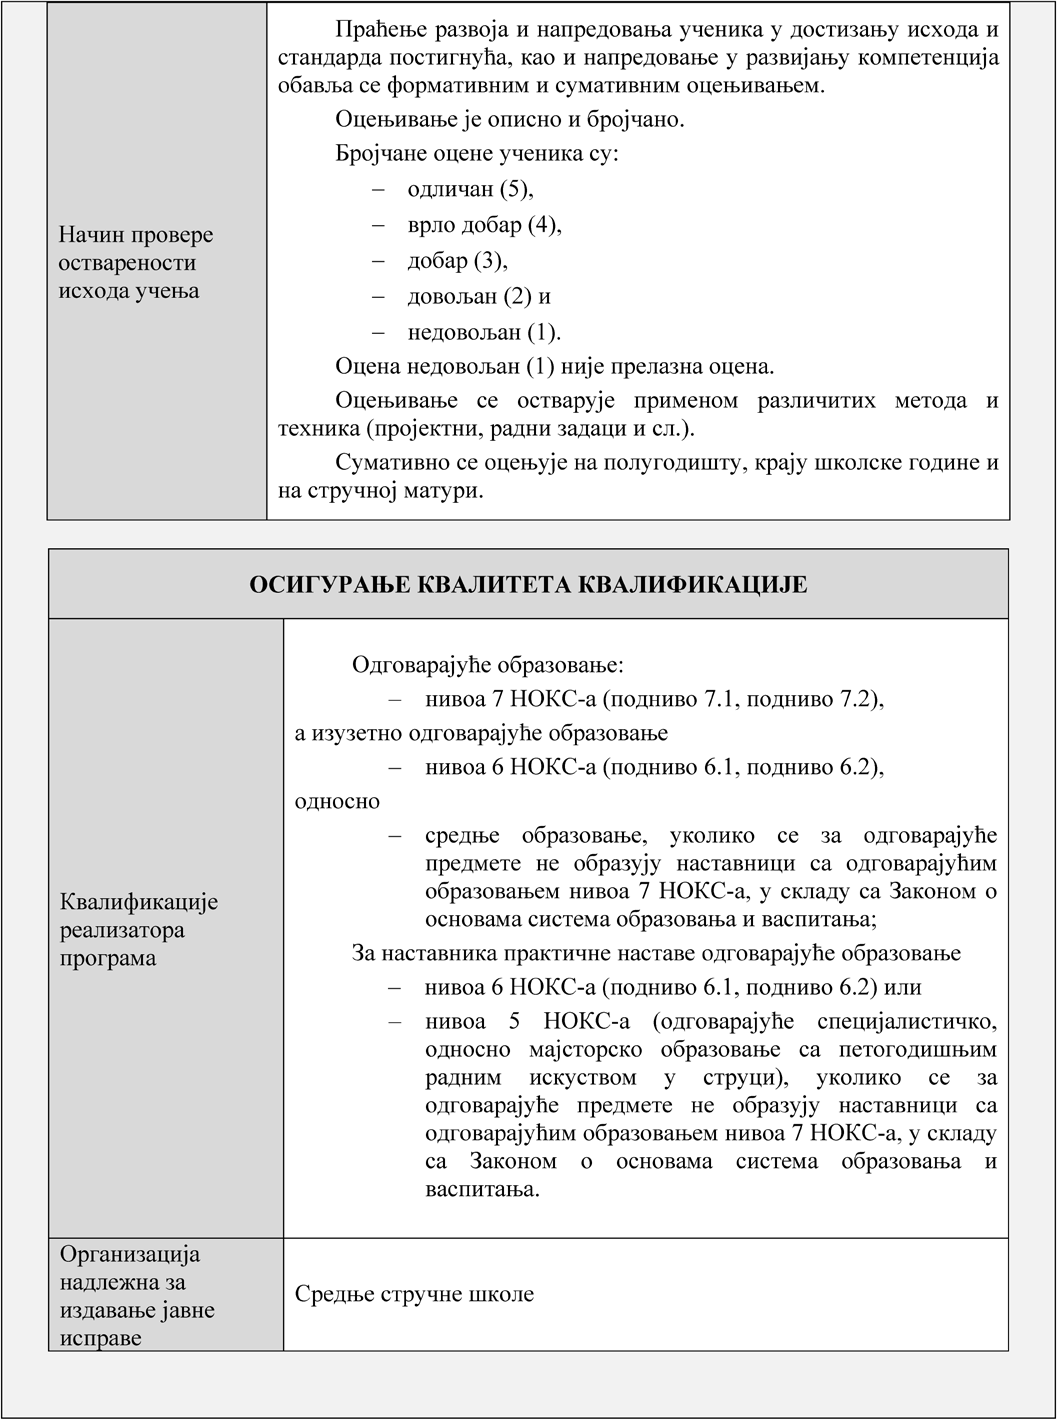 Начин провере
остварености
исхода учења
Праћење развоја и напредовања ученика у достизању исхода и
стандарда постигнућа, као и напредовање у развијању компетенција
обавља се формативним и сумативним оцењивањем.
Оцењивање је описно и бројчано.
Бројчане оцене ученика су:
– одличан (5),
– врло добар (4),
– добар (3),
– довољан (2) и
– недовољан (1).
Оцена недовољан (1) није прелазна оцена.
Оцењивање се остварује применом различитих метода и
техника (пројектни, радни задаци и сл.).
Сумативно се оцењује на полугодишту, крају школске године и
на стручној матури.
ОСИГУРАЊЕ КВАЛИТЕТА КВАЛИФИКАЦИЈЕ
Квалификације
реализатора
програма
Одговарајуће образовање:
– нивоа 7 НОКС-а (подниво 7.1, подниво 7.2),
а изузетно одговарајуће образовање
– нивоа 6 НОКС-а (подниво 6.1, подниво 6.2),
односно
– средње образовање, уколико се за одговарајуће
предмете не образују наставници са одговарајућим
образовањем нивоа 7 НОКС-а, у складу са Законом о
основама система образовања и васпитања;
За наставника практичне наставе одговарајуће образовање
– нивоа 6 НОКС-а (подниво 6.1, подниво 6.2) или
– нивоа 5 НОКС-а (одговарајуће специјалистичко,
односно мајсторско образовање са петогодишњим
радним искуством у струци), уколико се за
одговарајуће предмете не образују наставници са
одговарајућим образовањем нивоа 7 НОКС-а, у складу
са Законом о основама система образовања и
васпитања.
Организација
надлежна за
издавање јавне
исправе
Средње стручне школе